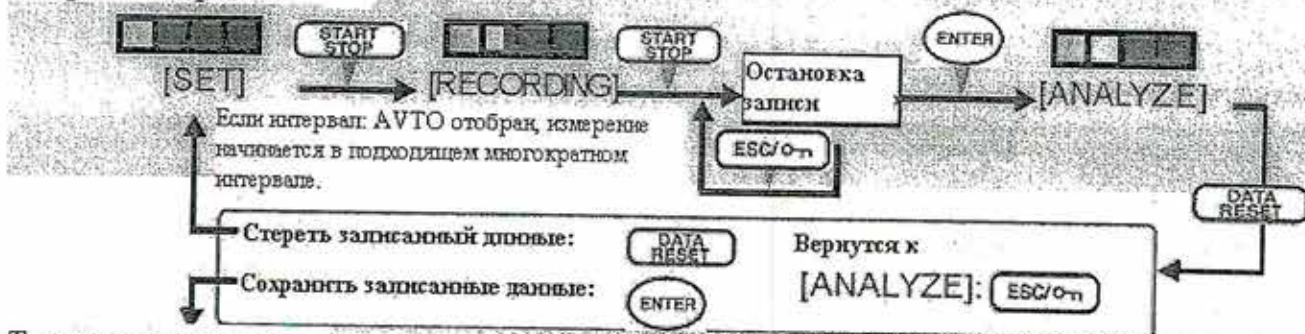 START STOP
START STOP
ENTER
[SET]
[RECORDING]
Остановка
записи
[ANALYZE]
Если интервал: AVTO отобран, измерение
начинается в подходящем многократном
интервале.
ESC/
DATA RESET
Стереть записанный динные:
DATA RESET
Вернутся к
[ANALYZE]: ESC/
Сохранить записанные данные:
ENTER